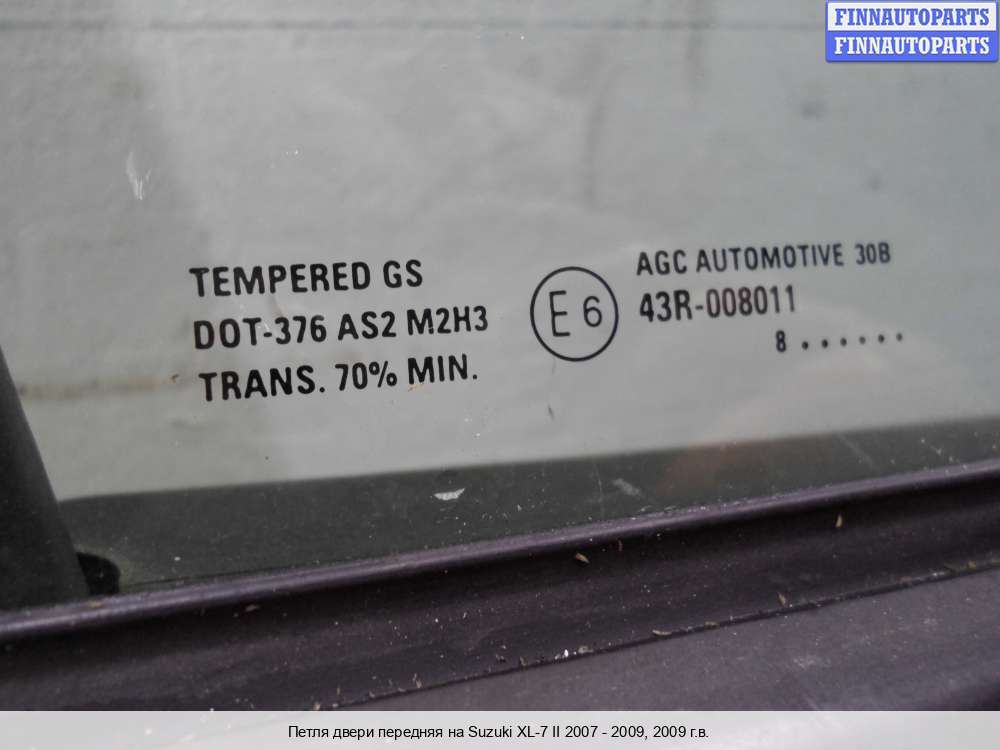 FINNAUTOPARTS
FINNAUTOPARTS
TEMPERED GS
DOT-376 AS2 M2H3
TRANS. 70% MIN.
E6
AGC AUTOMOTIVE 30B
43R-008011
8 . . . . . .
Петля двери передняя на Suzuki XL-7 II 2007 - 2009, 2009 г.в.